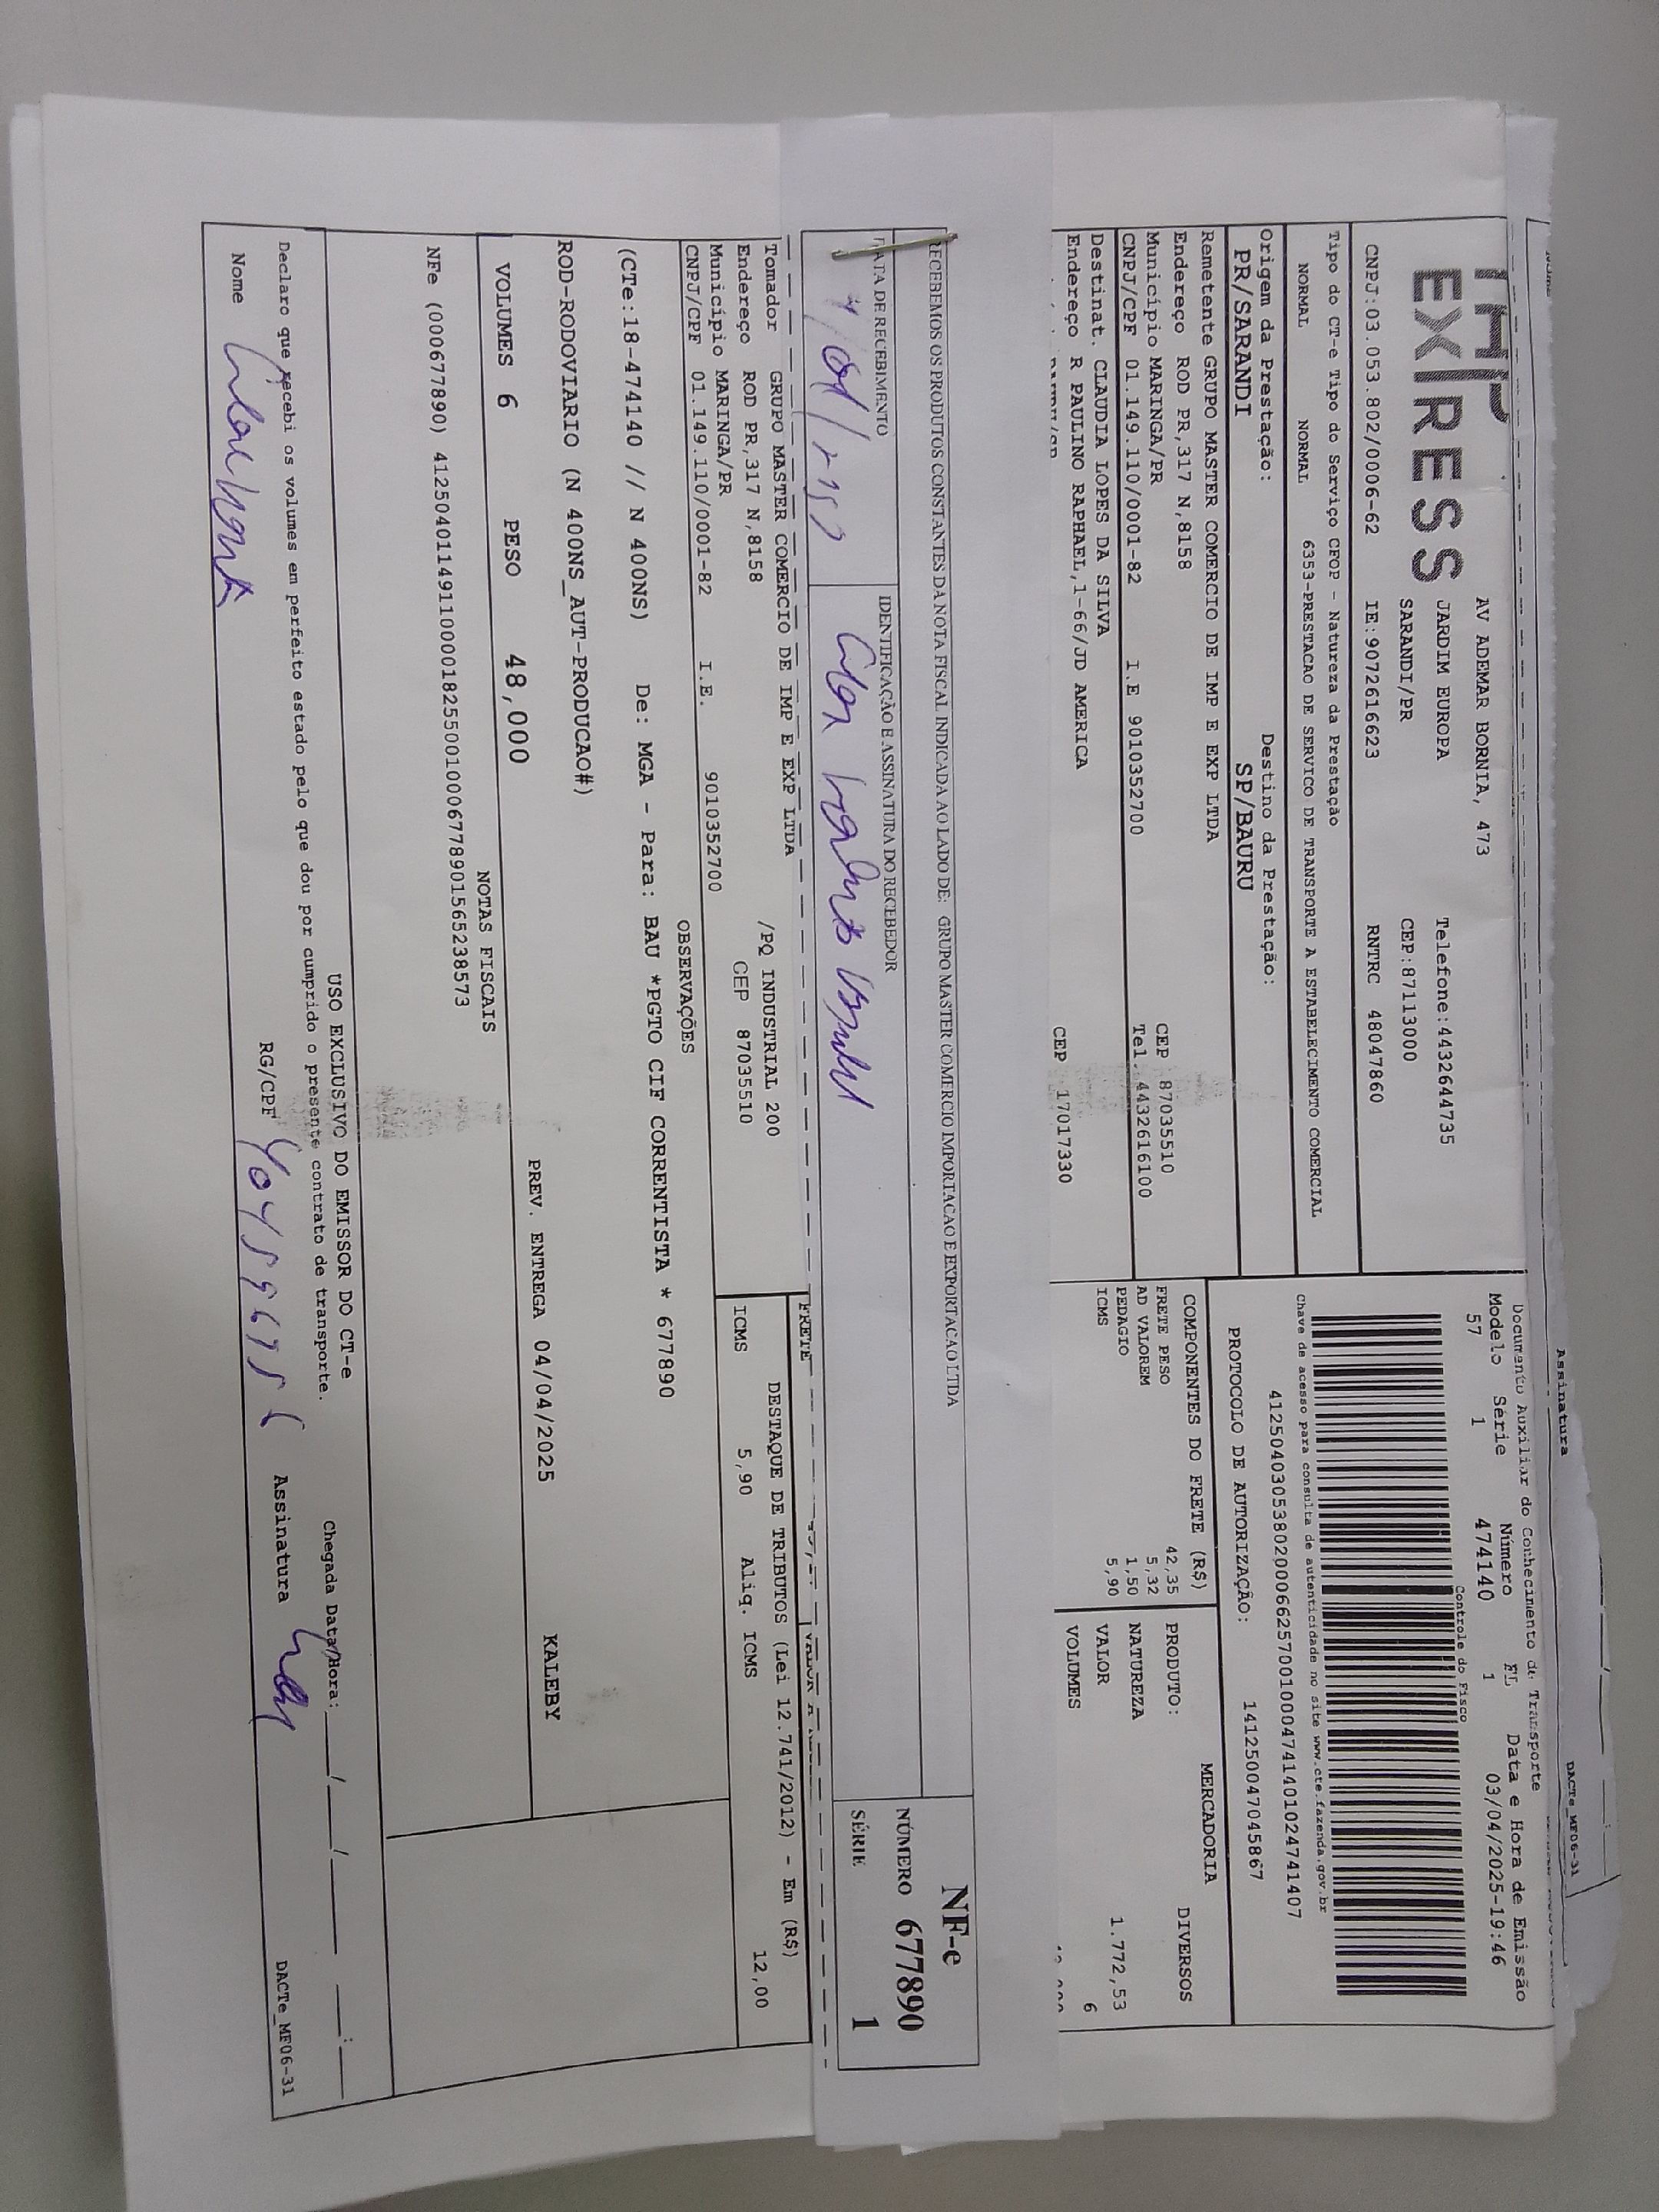 Assinatura
DACTe_MF06-31
EXPRESS
AV ADEMAR BORNIA, 473
JARDIM EUROPA
Telefone:4432644735
SARANDI/PR
CEP:87113000
CNPJ:03.053.802/0006-62 IE:9072616623 RNTRC 48047860
Documento Auxiliar do Conhecimento de Transporte
Modelo Série Número FL Data e Hora de Emissão
57 1 474140 1 03/04/2025-19:46
Controle do Fisco
Tipo do CT-e Tipo do Serviço CFOP - Natureza da Prestação
NORMAL NORMAL 6353-PRESTACAO DE SERVICO DE TRANSPORTE A ESTABELECIMENTO COMERCIAL
Chave de acesso para consulta de autenticidade no site www.cte.fazenda.gov.br
41250403053802000662570010004741401024741407
Origem da Prestação: Destino da Prestação:
PR/SARANDI SP/BAURU
PROTOCOLO DE AUTORIZAÇÃO: 141250047045867
Remetente GRUPO MASTER COMERCIO DE IMP E EXP LTDA
Endereço ROD PR,317 N,8158
Município MARINGA/PR CEP 87035510
CNPJ/CPF 01.149.110/0001-82 I.E 9010352700 Tel. 4432616100
Destinat. CLAUDIA LOPES DA SILVA
Endereço R PAULINO RAPHAEL,1-66/JD AMERICA
CEP 17017330
COMPONENTES DO FRETE (R$)
FRETE PESO 42,35
AD VALOREM 5,32
PEDAGIO 1,50
ICMS 5,90
MERCADORIA
PRODUTO: DIVERSOS
NATUREZA
VALOR 1.772,53
VOLUMES 6
RECEBEMOS OS PRODUTOS CONSTANTES DA NOTA FISCAL INDICADA AO LADO DE: GRUPO MASTER COMERCIO IMPORTACAO E EXPORTACAO LTDA
DATA DE RECEBIMENTO
IDENTIFICAÇÃO E ASSINATURA DO RECEBEDOR
NF-e
NÚMERO 677890
SÉRIE 1
FRETE
Tomador GRUPO MASTER COMERCIO DE IMP E EXP LTDA
Endereço ROD PR,317 N,8158 /PQ INDUSTRIAL 200
Município MARINGA/PR CEP 87035510
CNPJ/CPF 01.149.110/0001-82 I.E. 9010352700
DESTAQUE DE TRIBUTOS (Lei 12.741/2012) - Em (R$)
ICMS 5,90 Aliq. ICMS 12,00
OBSERVAÇÕES
(CTe:18-474140 // N 400NS) De: MGA - Para: BAU *PGTO CIF CORRENTISTA * 677890
ROD-RODOVIARIO (N 400NS_AUT-PRODUCAO#)
VOLUMES 6 PESO 48,000 PREV. ENTREGA 04/04/2025 KALEBY
NOTAS FISCAIS
NFe (000677890) 41250401149110000182550010006778901565238573
USO EXCLUSIVO DO EMISSOR DO CT-e
Declaro que recebi os volumes em perfeito estado pelo que dou por cumprido o presente contrato de transporte.
Chegada Data/Hora: ___/___/___ ___:___
Nome
RG/CPF
Assinatura
DACTe_MF06-31